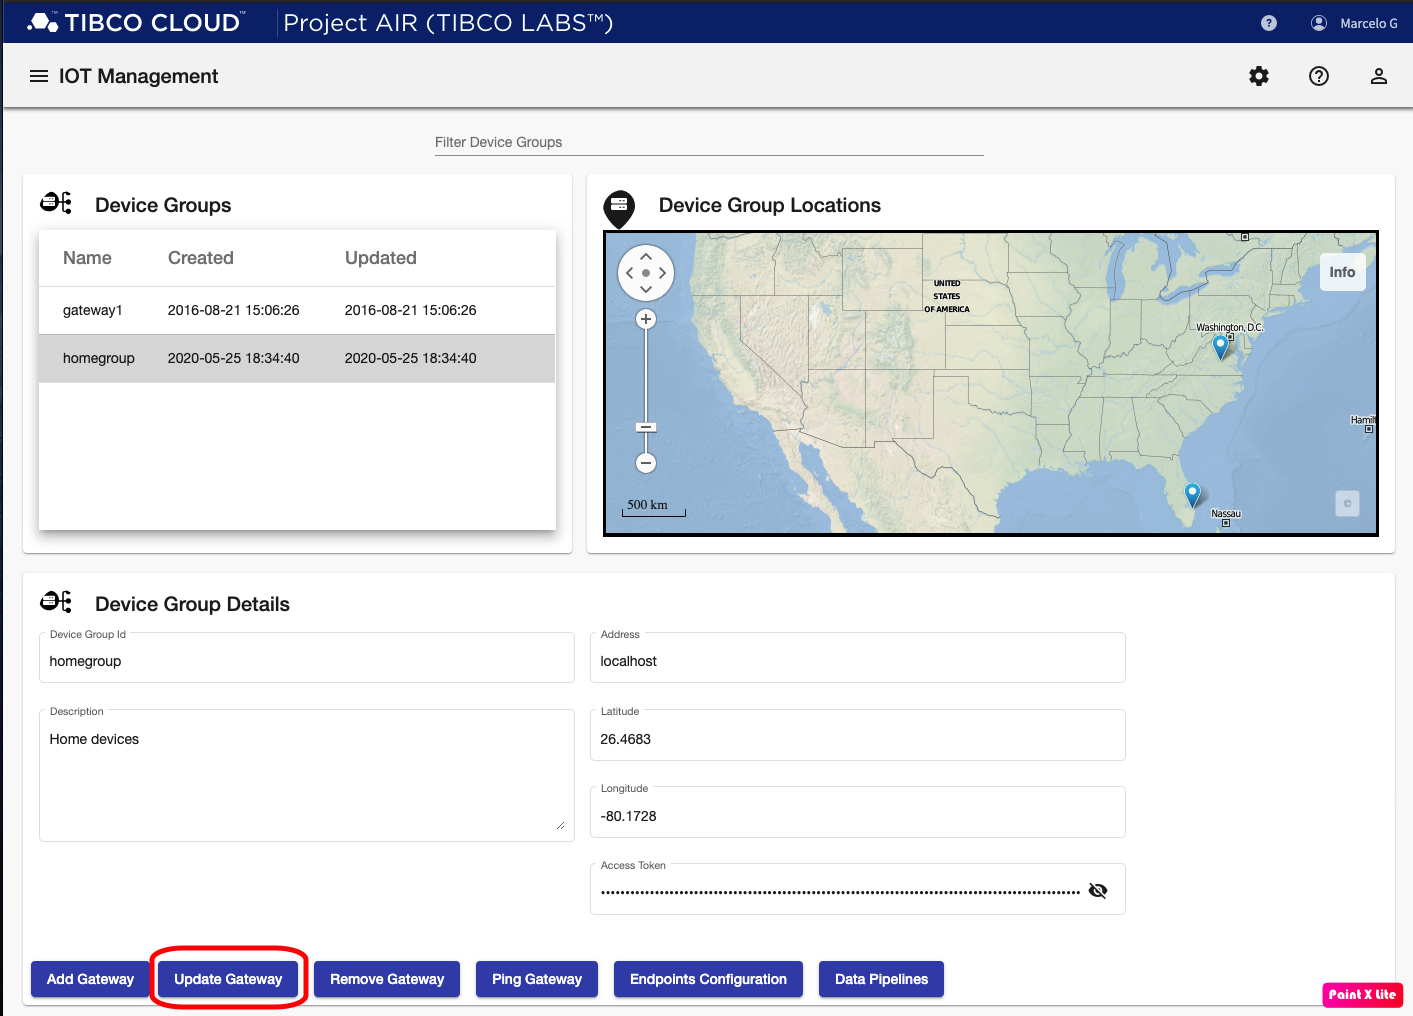 TIBCO CLOUD™ Project AIR (TIBCO LABS™)
Marcelo G
IOT Management
Filter Device Groups
Device Groups
Name Created Updated
gateway1 2016-08-21 15:06:26 2016-08-21 15:06:26
homegroup 2020-05-25 18:34:40 2020-05-25 18:34:40
Device Group Locations
Info
UNITED
STATES
OF AMERICA
Washington, D.C.
Nassau
500 km
©
Device Group Details
Device Group Id
homegroup
Description
Home devices
Address
localhost
Latitude
26.4683
Longitude
-80.1728
Access Token
Add Gateway Update Gateway Remove Gateway Ping Gateway Endpoints Configuration Data Pipelines
Paint X Lite